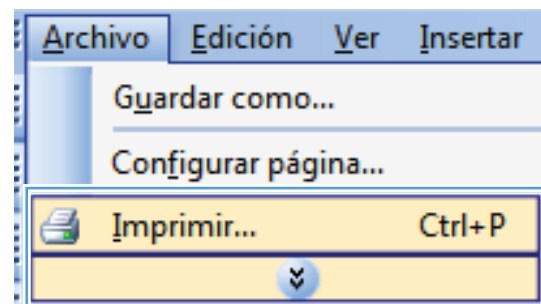 Archivo Edición Ver Insertar
Guardar como...
Configurar página...
Imprimir... Ctrl+P